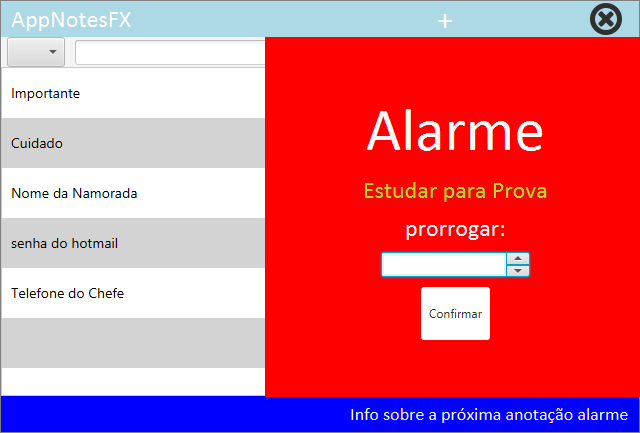 AppNotesFX
+
Importante
Cuidado
Nome da Namorada
senha do hotmail
Telefone do Chefe
Alarme
Estudar para Prova
prorrogar:
Confirmar
Info sobre a próxima anotação alarme